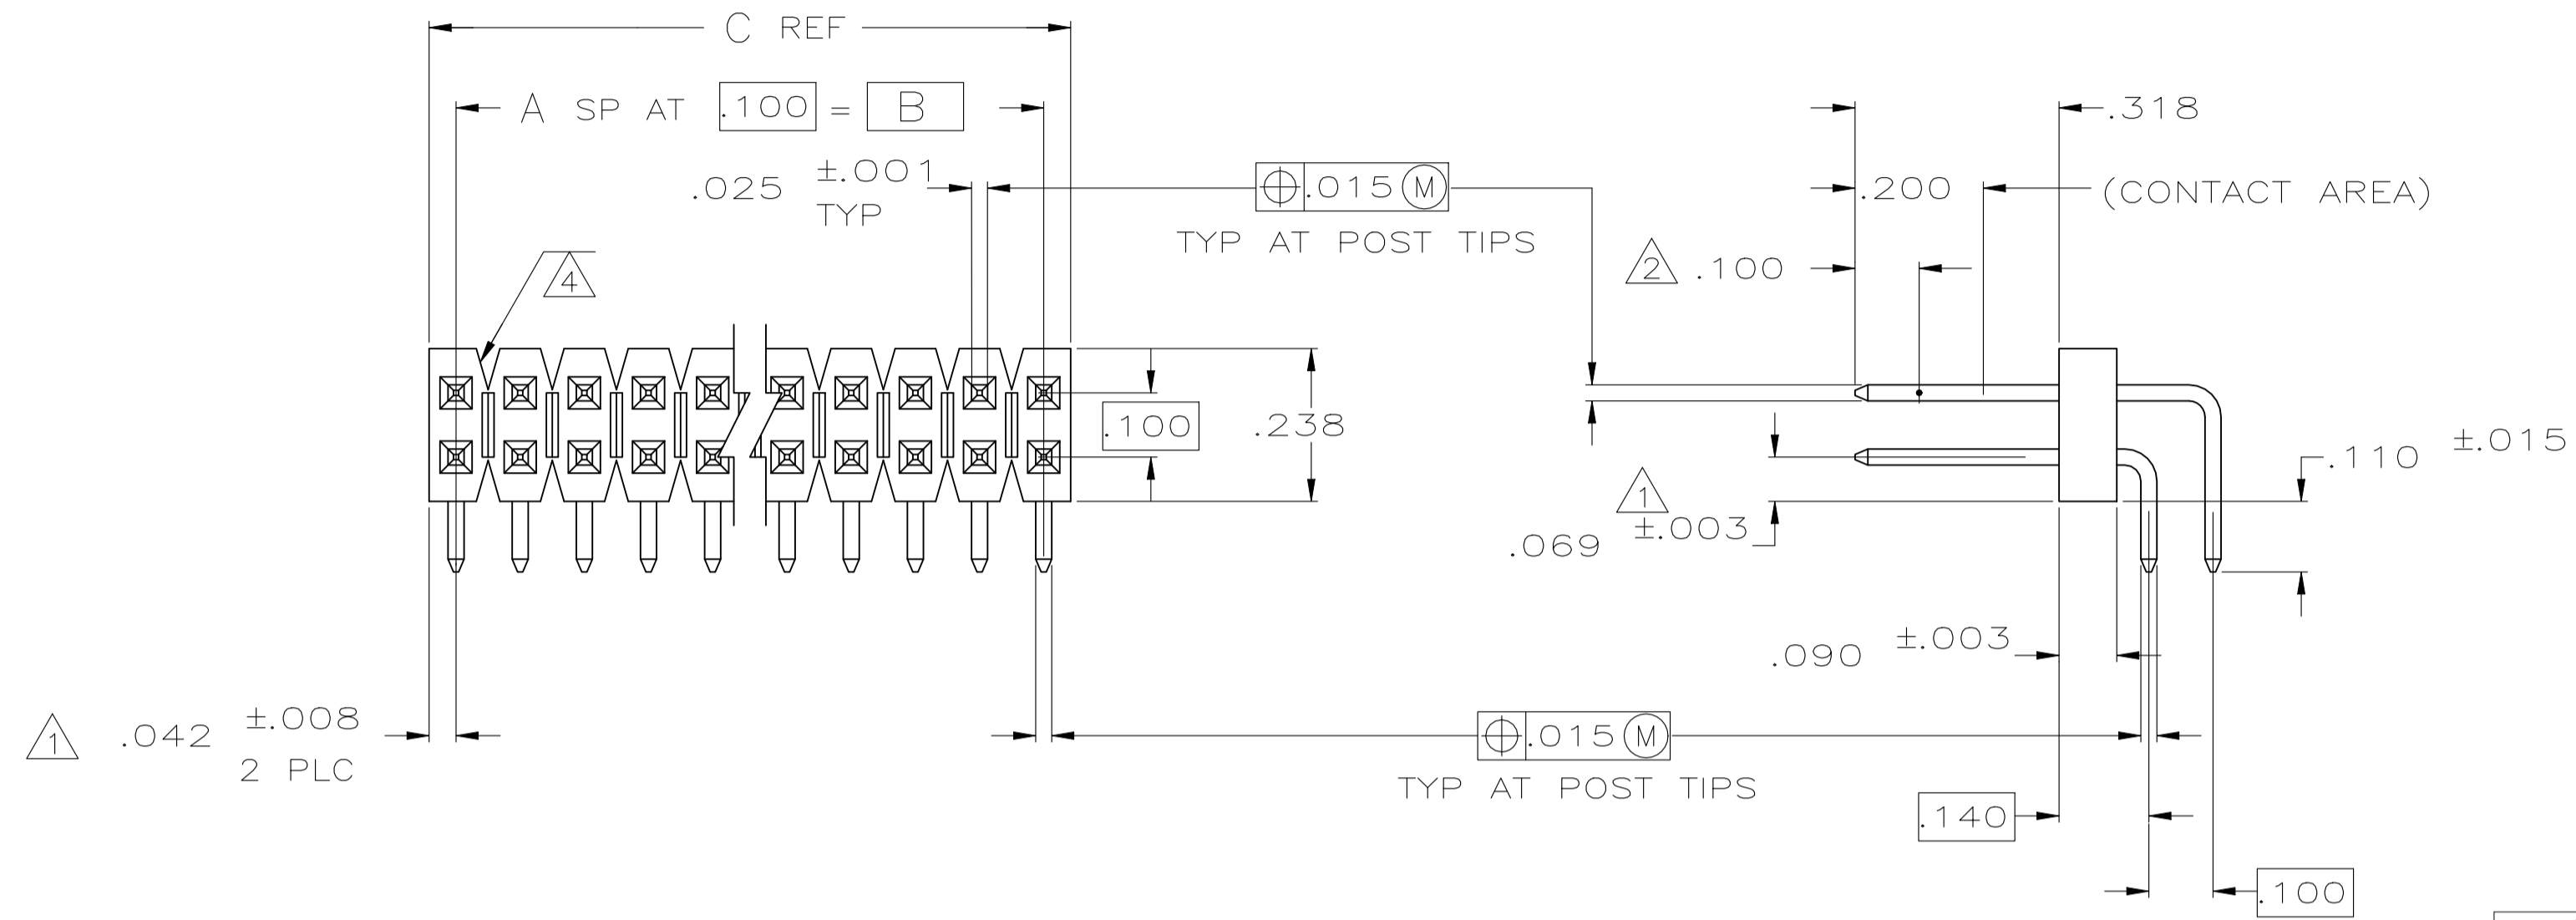 C REF
A SP AT .100 = B
.318
.025 ±.001
TYP
.015 M
TYP AT POST TIPS
.200 (CONTACT AREA)
2 .100
4
.100
.238
.110 ±.015
1
.069 ±.003
.090 ±.003
1 .042 ±.008
2 PLC
.015 M
TYP AT POST TIPS
.140
.100